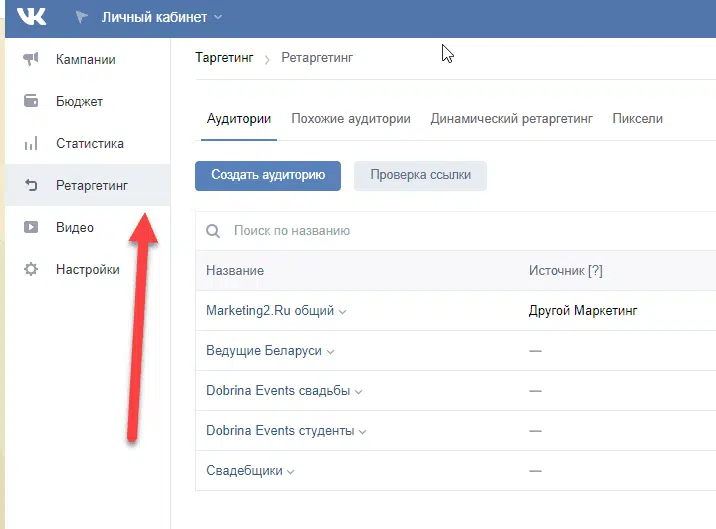 Личный кабинет
Кампании
Бюджет
Статистика
Ретаргетинг
Видео
Настройки
Таргетинг > Ретаргетинг
Аудитории Похожие аудитории Динамический ретаргетинг Пиксели
Создать аудиторию Проверка ссылки
Поиск по названию
Название Источник [?]
Marketing2.Ru общий Другой Маркетинг
Ведущие Беларуси —
Dobrina Events свадьбы —
Dobrina Events студенты —
Свадебщики —